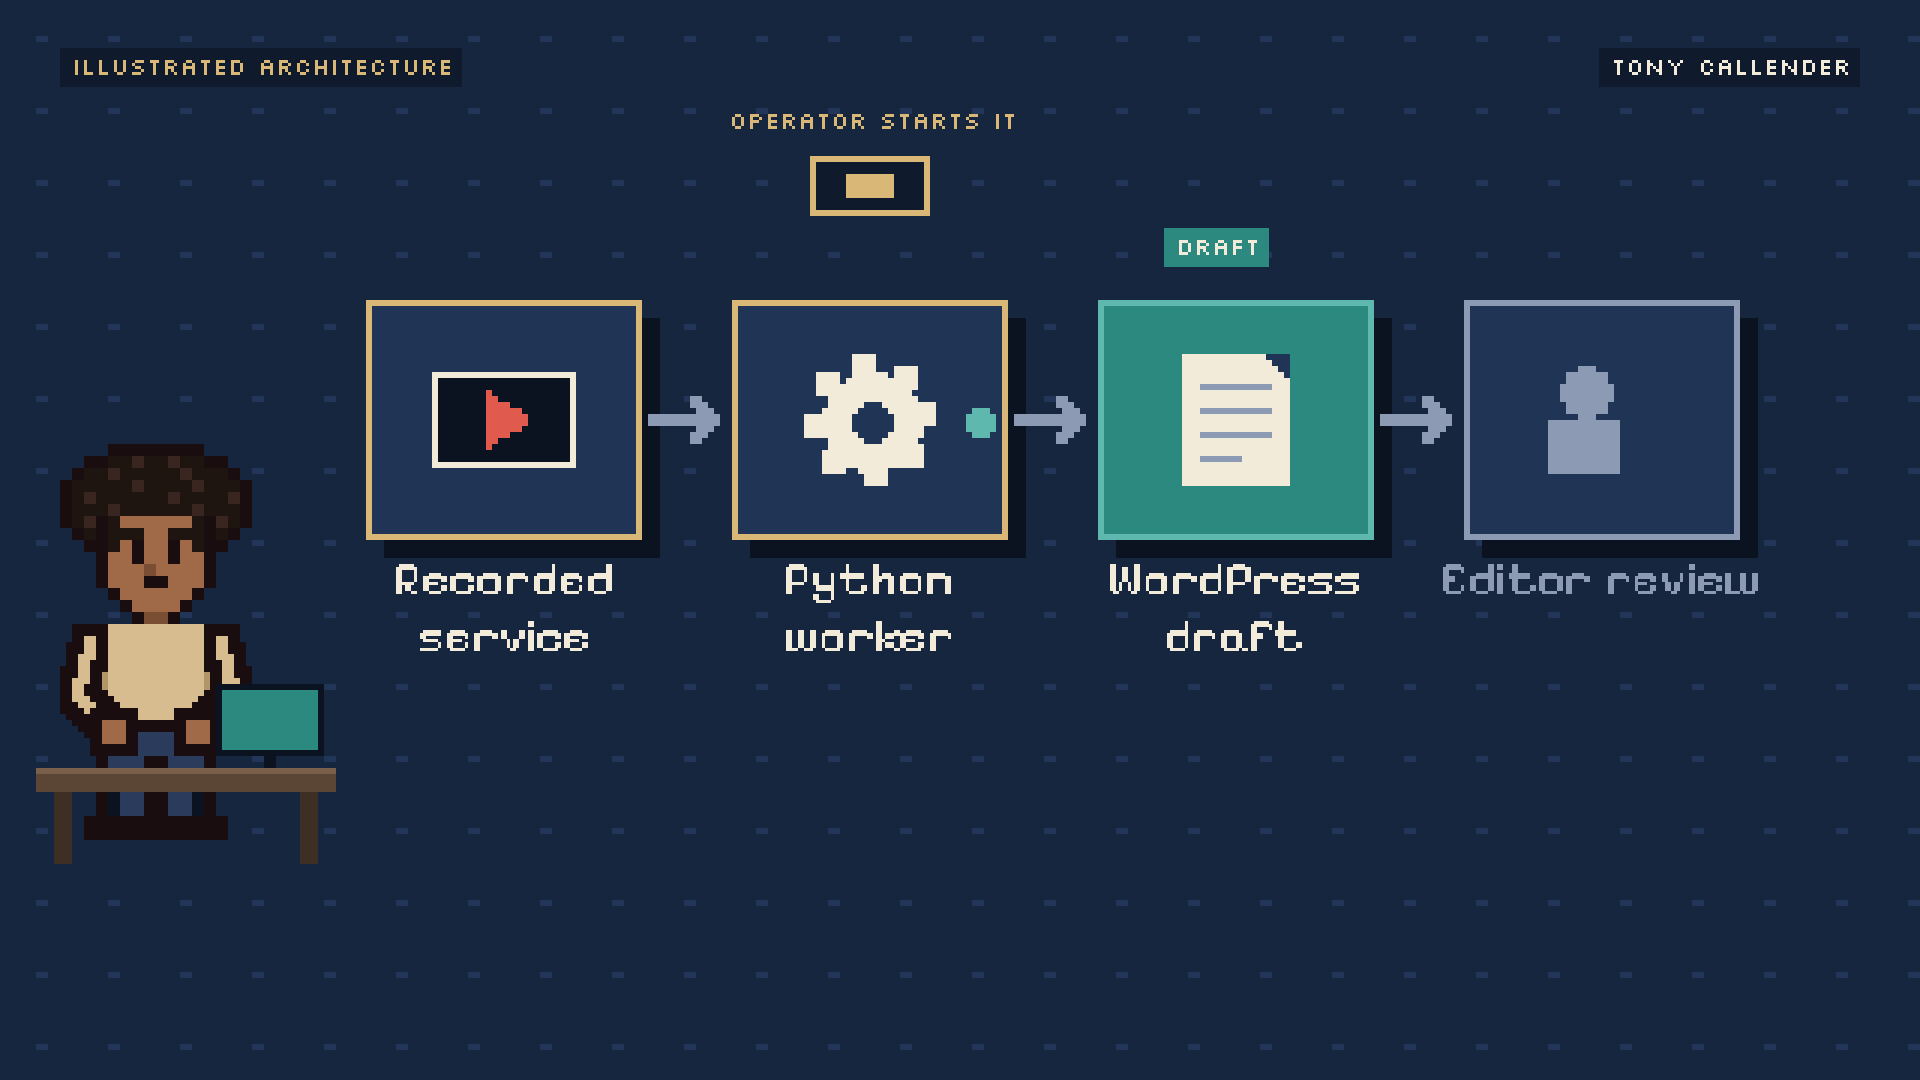 ILLUSTRATED ARCHITECTURE
TONY CALLENDER
OPERATOR STARTS IT
DRAFT
Recorded
service
Python
worker
WordPress
draft
Editor review